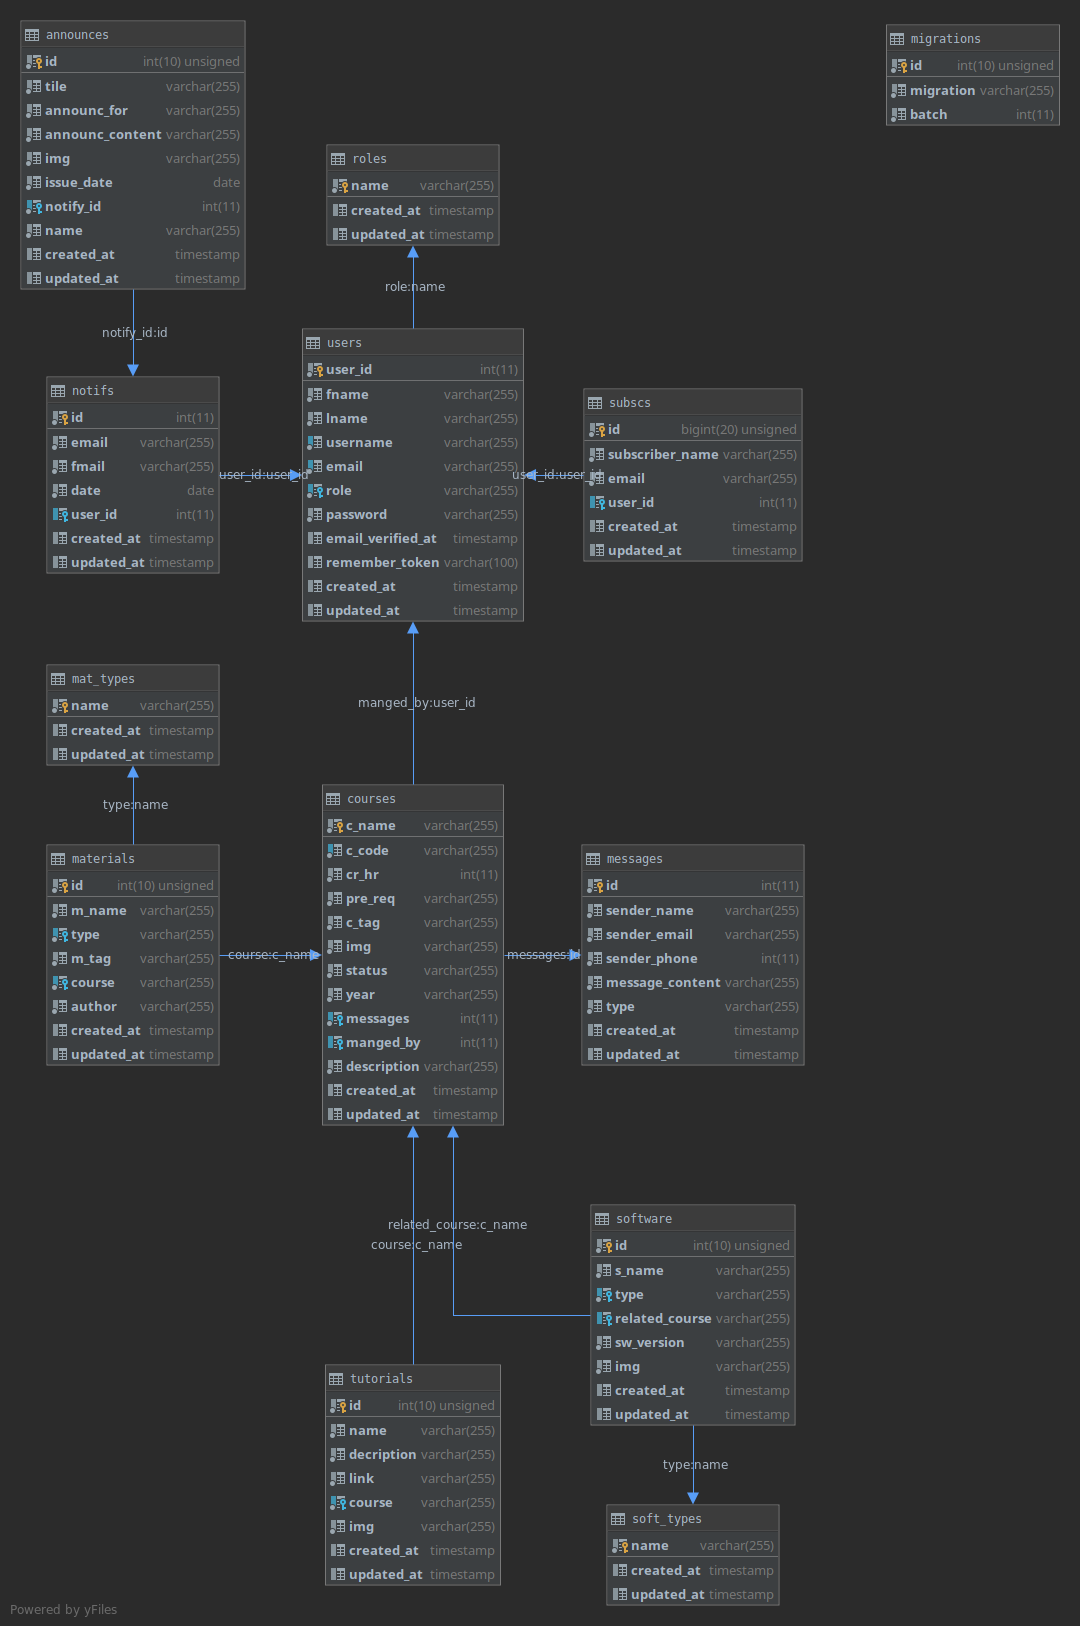 announces
id int(10) unsigned
tile varchar(255)
announc_for varchar(255)
announc_content varchar(255)
img varchar(255)
issue_date date
notify_id int(11)
name varchar(255)
created_at timestamp
updated_at timestamp
migrations
id int(10) unsigned
migration varchar(255)
batch int(11)
roles
name varchar(255)
created_at timestamp
updated_at timestamp
role:name
notify_id:id
users
user_id int(11)
fname varchar(255)
lname varchar(255)
username varchar(255)
email varchar(255)
role varchar(255)
password varchar(255)
email_verified_at timestamp
remember_token varchar(100)
created_at timestamp
updated_at timestamp
notifs
id int(11)
email varchar(255)
fmail varchar(255)
date date
user_id int(11)
created_at timestamp
updated_at timestamp
user_id:user_id
subscs
id bigint(20) unsigned
subscriber_name varchar(255)
email varchar(255)
user_id int(11)
created_at timestamp
updated_at timestamp
user_id:user_id
mat_types
name varchar(255)
created_at timestamp
updated_at timestamp
manged_by:user_id
type:name
materials
id int(10) unsigned
m_name varchar(255)
type varchar(255)
m_tag varchar(255)
course varchar(255)
author varchar(255)
created_at timestamp
updated_at timestamp
course:c_name
courses
c_name varchar(255)
c_code varchar(255)
cr_hr int(11)
pre_req varchar(255)
c_tag varchar(255)
img varchar(255)
status varchar(255)
year varchar(255)
messages int(11)
manged_by int(11)
description varchar(255)
created_at timestamp
updated_at timestamp
messages:id
messages
id int(11)
sender_name varchar(255)
sender_email varchar(255)
sender_phone int(11)
message_content varchar(255)
type varchar(255)
created_at timestamp
updated_at timestamp
related_course:c_name
course:c_name
software
id int(10) unsigned
s_name varchar(255)
type varchar(255)
related_course varchar(255)
sw_version varchar(255)
img varchar(255)
created_at timestamp
updated_at timestamp
tutorials
id int(10) unsigned
name varchar(255)
decription varchar(255)
link varchar(255)
course varchar(255)
img varchar(255)
created_at timestamp
updated_at timestamp
type:name
soft_types
name varchar(255)
created_at timestamp
updated_at timestamp
Powered by yFiles